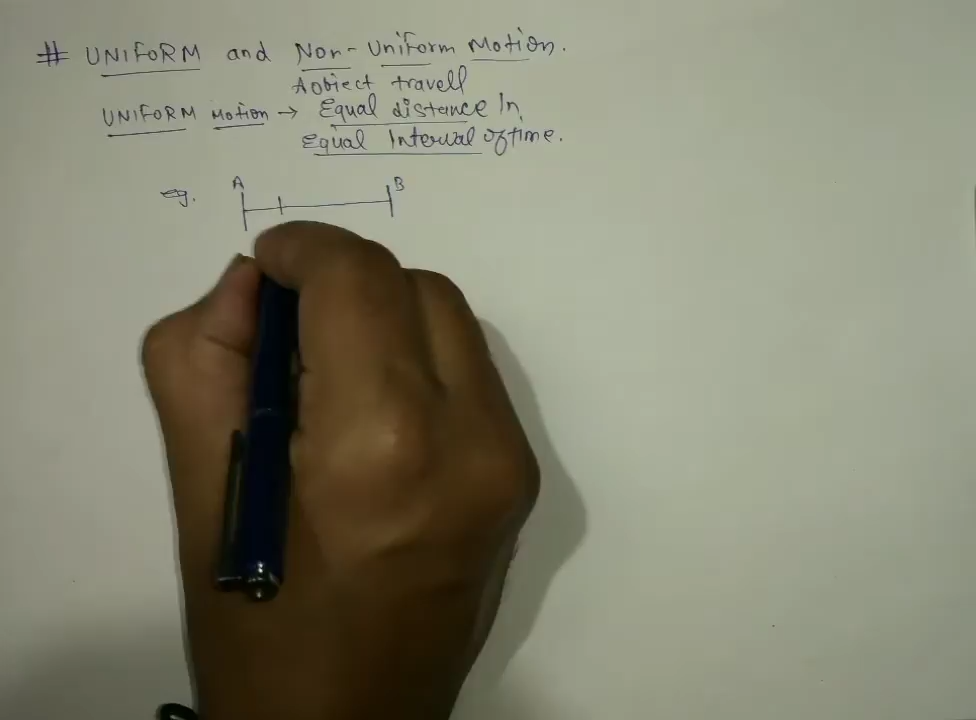 # UNIFORM and Non-Uniform Motion.
A object travell
UNIFORM Motion → Equal distance In
Equal Interval of time.
eg. A B